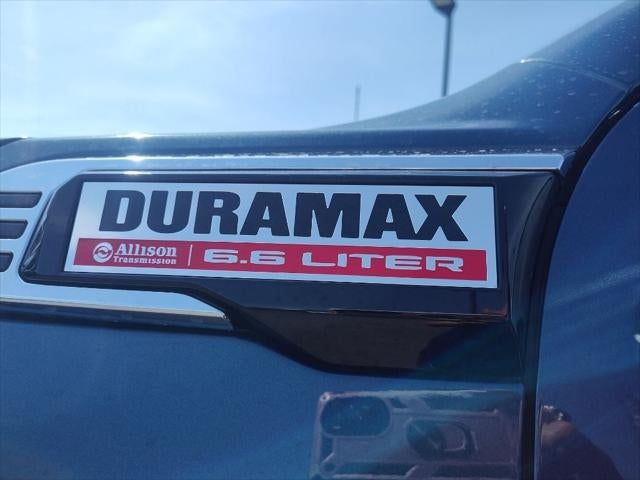 DURAMAX
Allison
Transmission
6.6 LITER